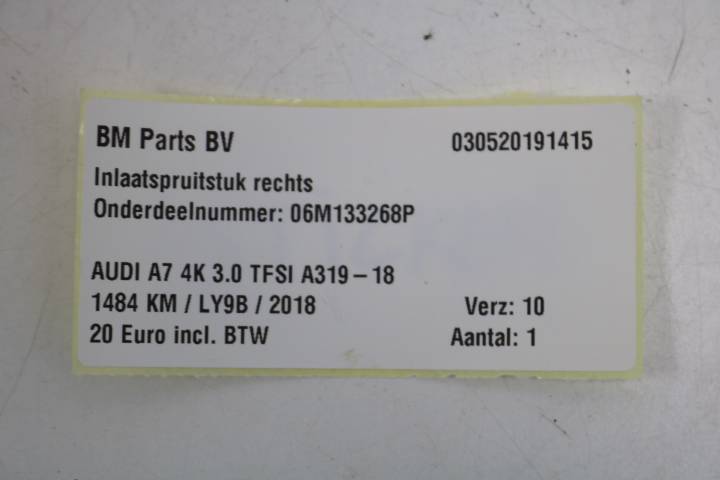 BM Parts BV 030520191415
Inlaatspruitstuk rechts
Onderdeelnummer: 06M133268P
AUDI A7 4K 3.0 TFSI A319-18
1484 KM / LY9B / 2018 Verz: 10
20 Euro incl. BTW Aantal: 1